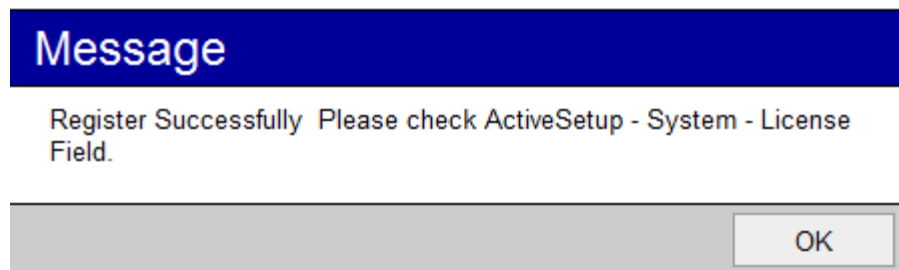 Message
Register Successfully  Please check ActiveSetup - System - License
Field.
OK